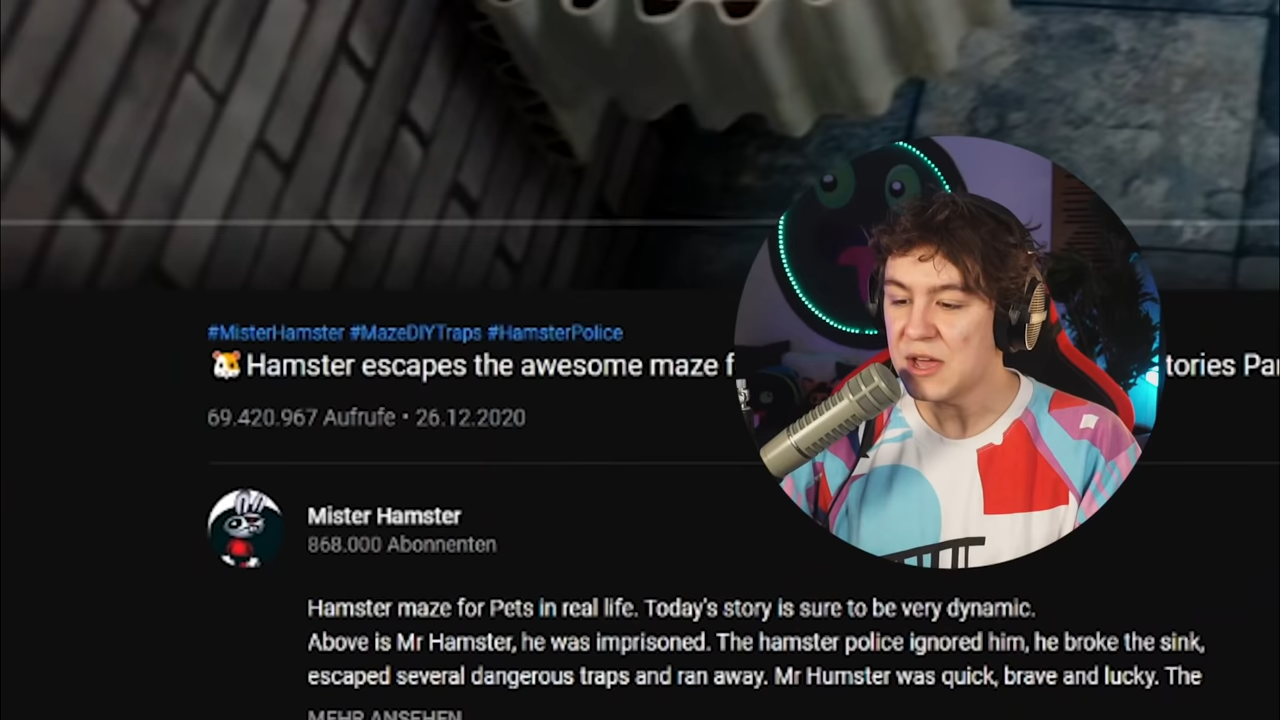 #MisterHamster #MazeDIYTraps #HamsterPolice
Hamster escapes the awesome maze f tories Pa
69.420.967 Aufrufe • 26.12.2020
Mister Hamster
868.000 Abonnenten
Hamster maze for Pets in real life. Today's story is sure to be very dynamic.
Above is Mr Hamster, he was imprisoned. The hamster police ignored him, he broke the sink,
escaped several dangerous traps and ran away. Mr Humster was quick, brave and lucky. The
MEHR ANSEHEN